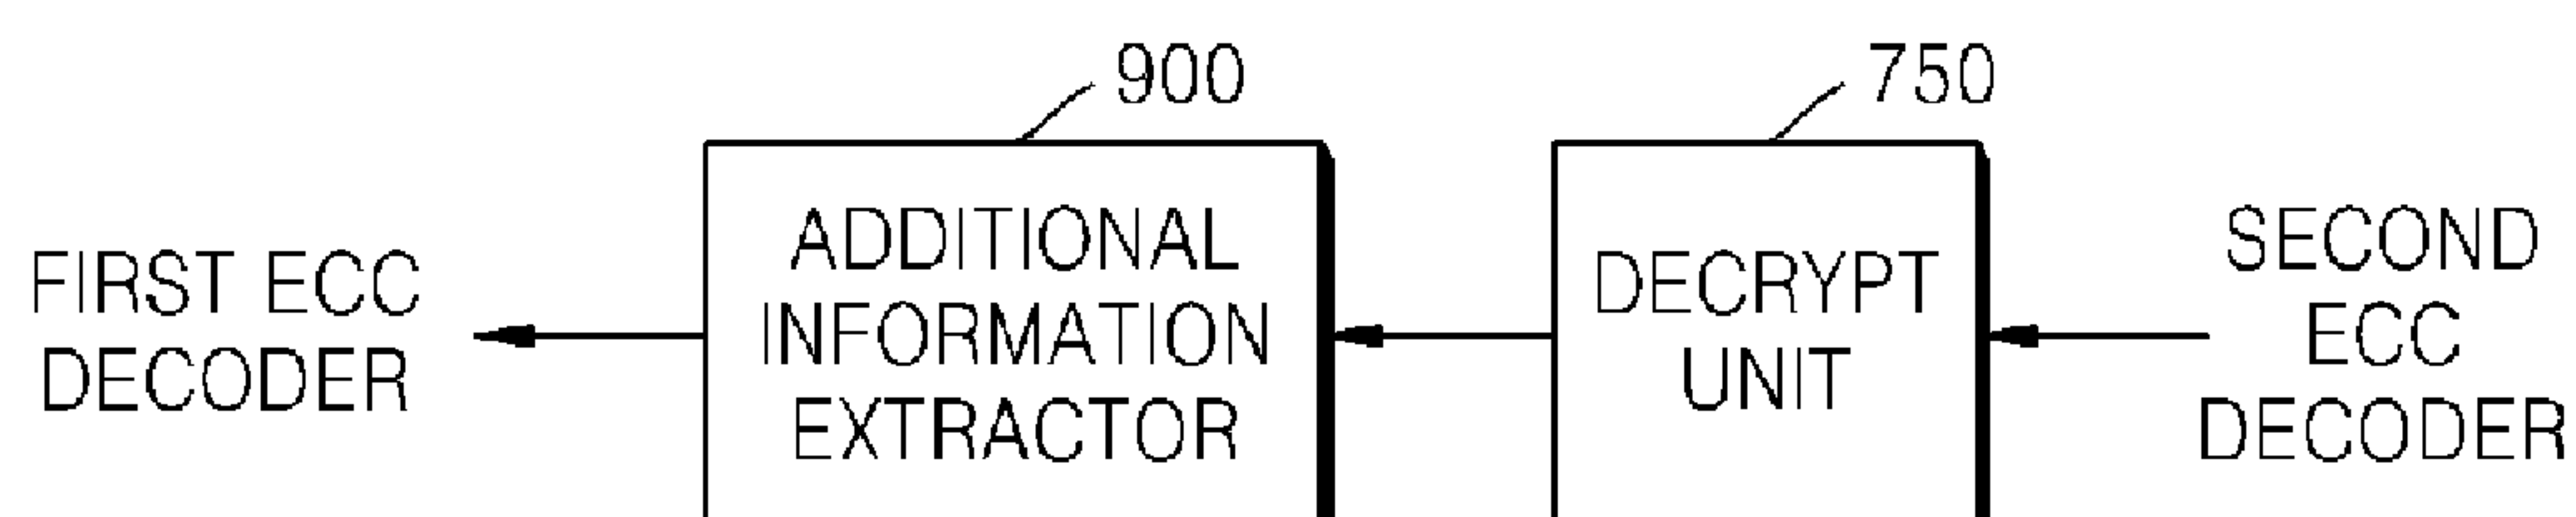 900
750
FIRST ECC
DECODER
ADDITIONAL
INFORMATION
EXTRACTOR
DECRYPT
UNIT
SECOND
ECC
DECODER